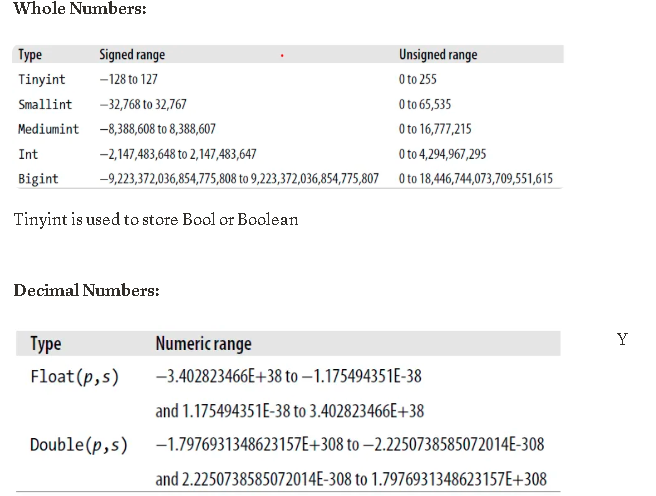 Whole Numbers:
Type Signed range Unsigned range
Tinyint −128 to 127 0 to 255
Smallint −32,768 to 32,767 0 to 65,535
Mediumint −8,388,608 to 8,388,607 0 to 16,777,215
Int −2,147,483,648 to 2,147,483,647 0 to 4,294,967,295
Bigint −9,223,372,036,854,775,808 to 9,223,372,036,854,775,807 0 to 18,446,744,073,709,551,615
Tinyint is used to store Bool or Boolean
Decimal Numbers:
Type Numeric range
Y
Float(p,s) −3.402823466E+38 to −1.175494351E-38
and 1.175494351E-38 to 3.402823466E+38
Double(p,s) −1.7976931348623157E+308 to −2.2250738585072014E-308
and 2.2250738585072014E-308 to 1.7976931348623157E+308